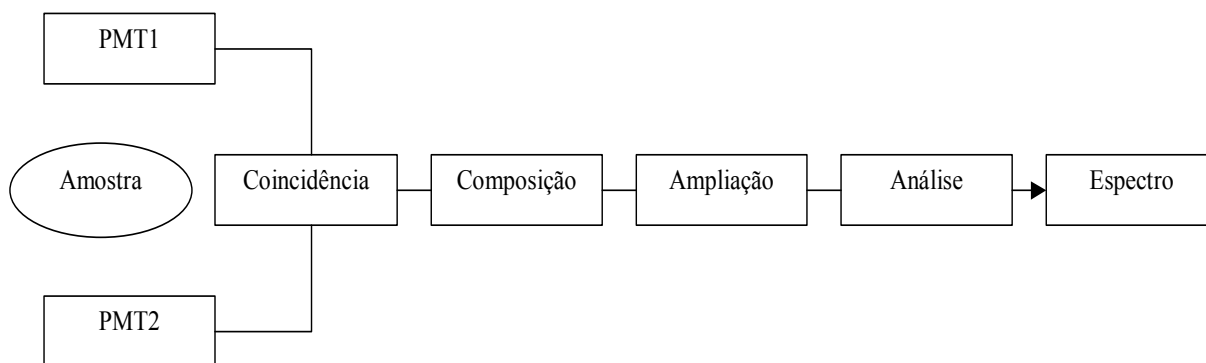 PMT1
Amostra
Coincidência
Composição
Ampliação
Análise
Espectro
PMT2